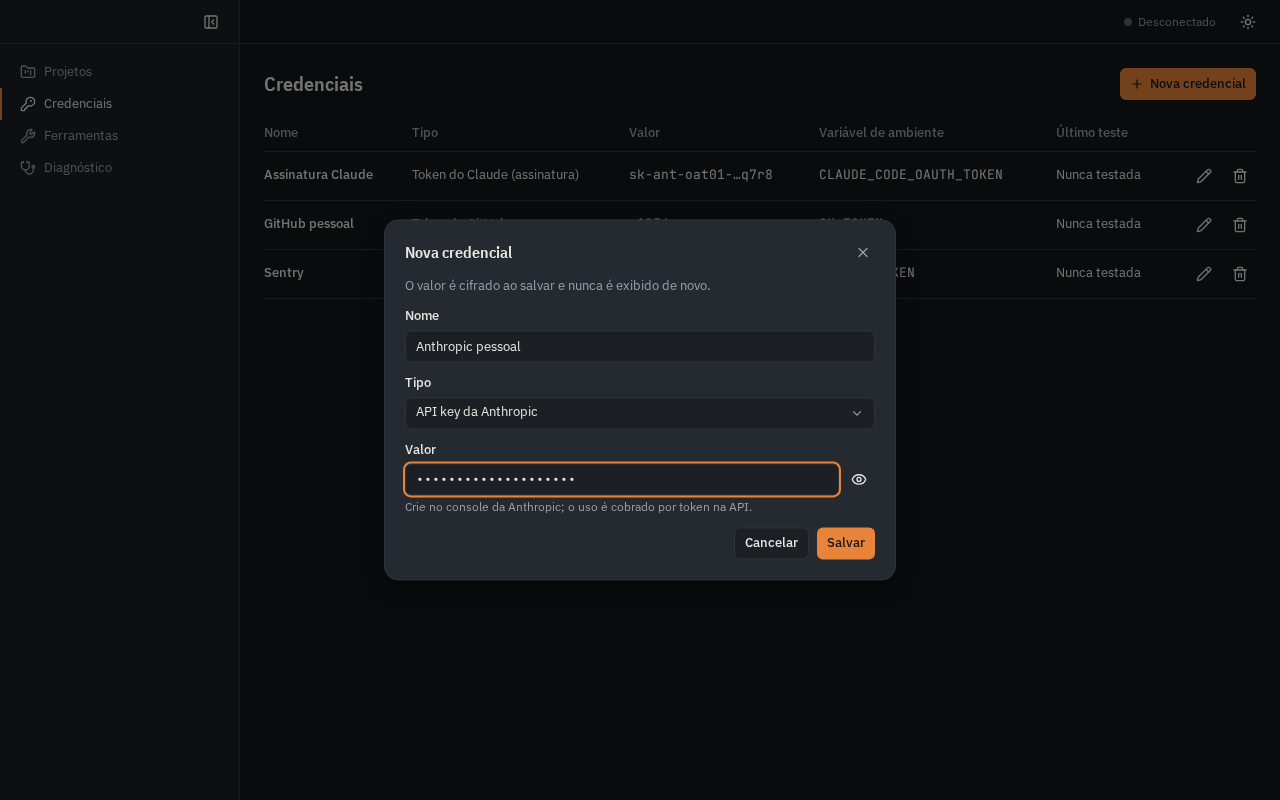 Desconectado
Projetos
Credenciais
Ferramentas
Diagnóstico
Credenciais
Nova credencial
Nome Tipo Valor Variável de ambiente Último teste
Assinatura Claude Token do Claude (assinatura) sk-ant-oat01-…q7r8 CLAUDE_CODE_OAUTH_TOKEN Nunca testada
GitHub pessoal Nunca testada
Sentry Nunca testada
Nova credencial
O valor é cifrado ao salvar e nunca é exibido de novo.
Nome
Anthropic pessoal
Tipo
API key da Anthropic
Valor
••••••••••••••••••••
Crie no console da Anthropic; o uso é cobrado por token na API.
Cancelar Salvar